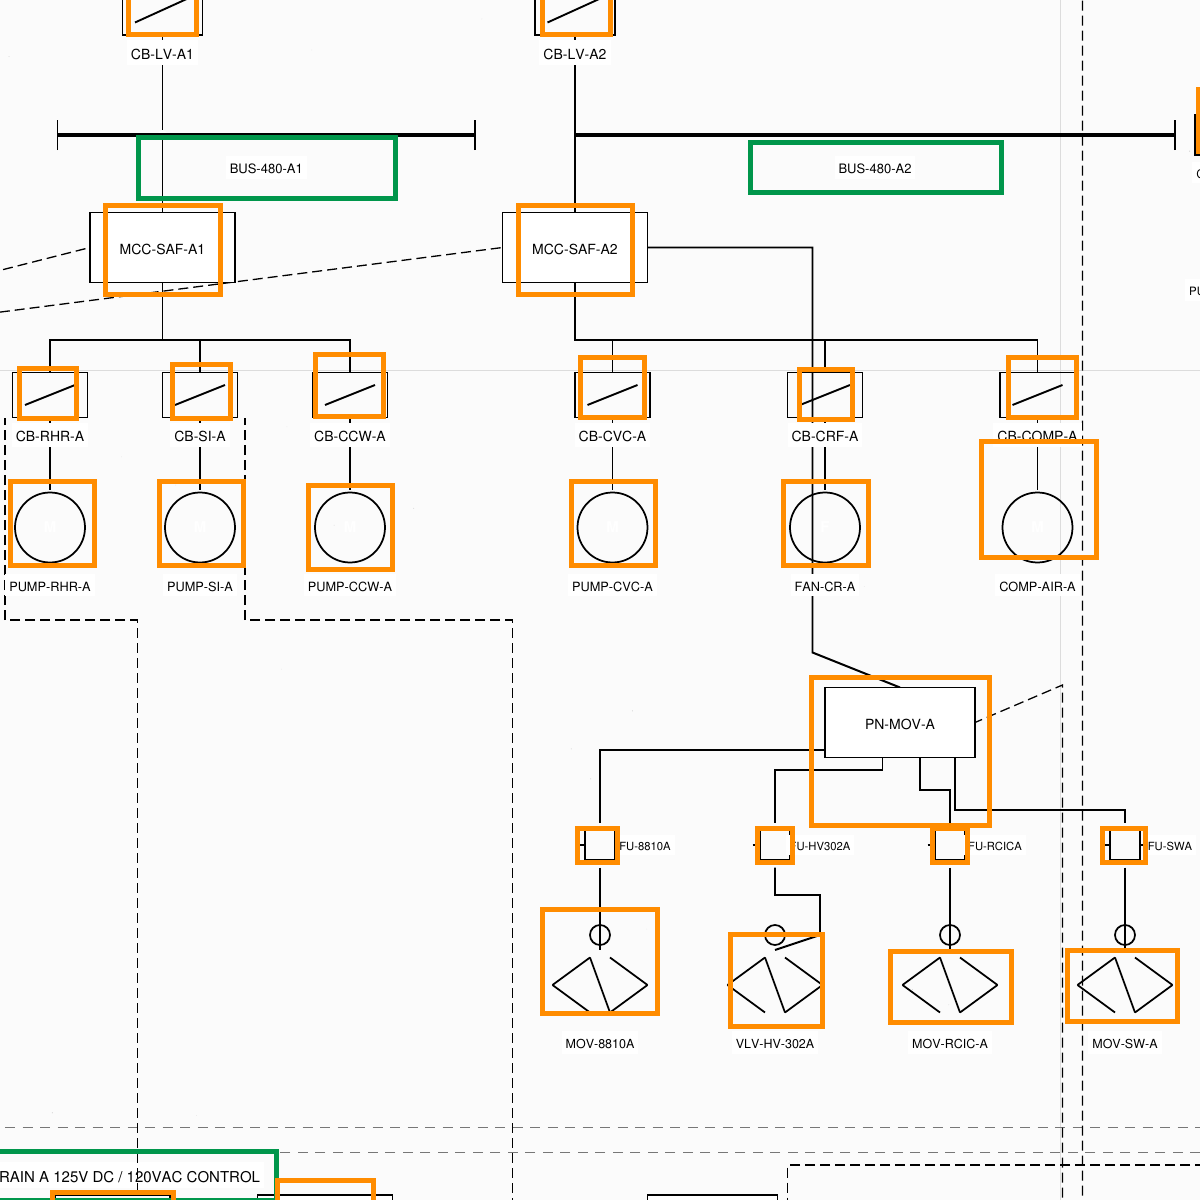 CB-LV-A1
CB-LV-A2
BUS-480-A1
BUS-480-A2
MCC-SAF-A1
MCC-SAF-A2
CB-RHR-A
CB-SI-A
CB-CCW-A
CB-CVC-A
CB-CRF-A
CB-COMP-A
PUMP-RHR-A
PUMP-SI-A
PUMP-CCW-A
PUMP-CVC-A
FAN-CR-A
COMP-AIR-A
PN-MOV-A
FU-8810A
FU-HV302A
FU-RCICA
FU-SWA
MOV-8810A
VLV-HV-302A
MOV-RCIC-A
MOV-SW-A
RAIN A 125V DC / 120VAC CONTROL